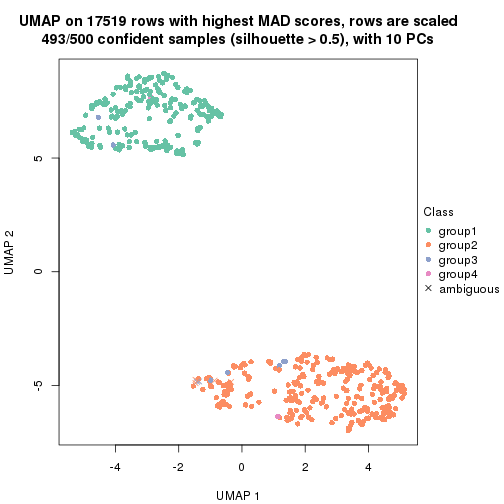 UMAP on 17519 rows with highest MAD scores, rows are scaled
493/500 confident samples (silhouette > 0.5), with 10 PCs
5
0
-5
UMAP 2
-4
-2
0
2
4
UMAP 1
Class
group1
group2
group3
group4
ambiguous